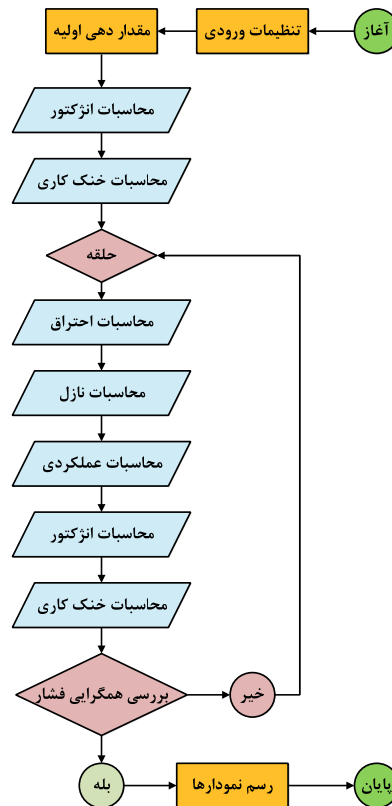 آغاز
تنظیمات ورودی
مقدار دهی اولیه
محاسبات انژکتور
محاسبات خنک کاری
حلقه
محاسبات احتراق
محاسبات نازل
محاسبات عملکردی
محاسبات انژکتور
محاسبات خنک کاری
بررسی همگرایی فشار
خیر
بله
رسم نمودارها
پایان